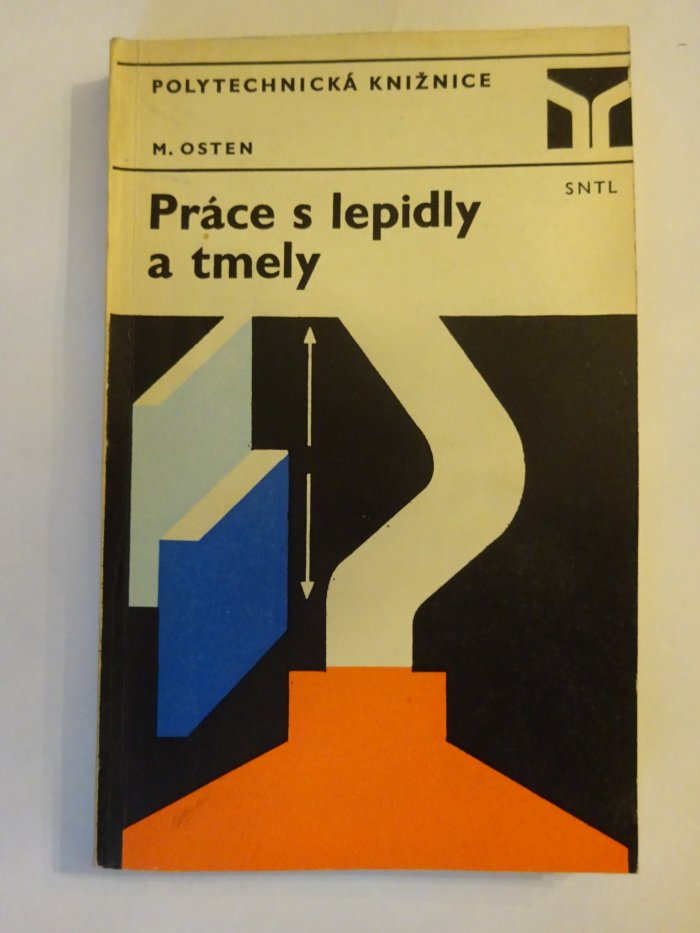 POLYTECHNICKÁ KNIŽNICE
M. OSTEN
SNTL
Práce s lepidly
a tmely